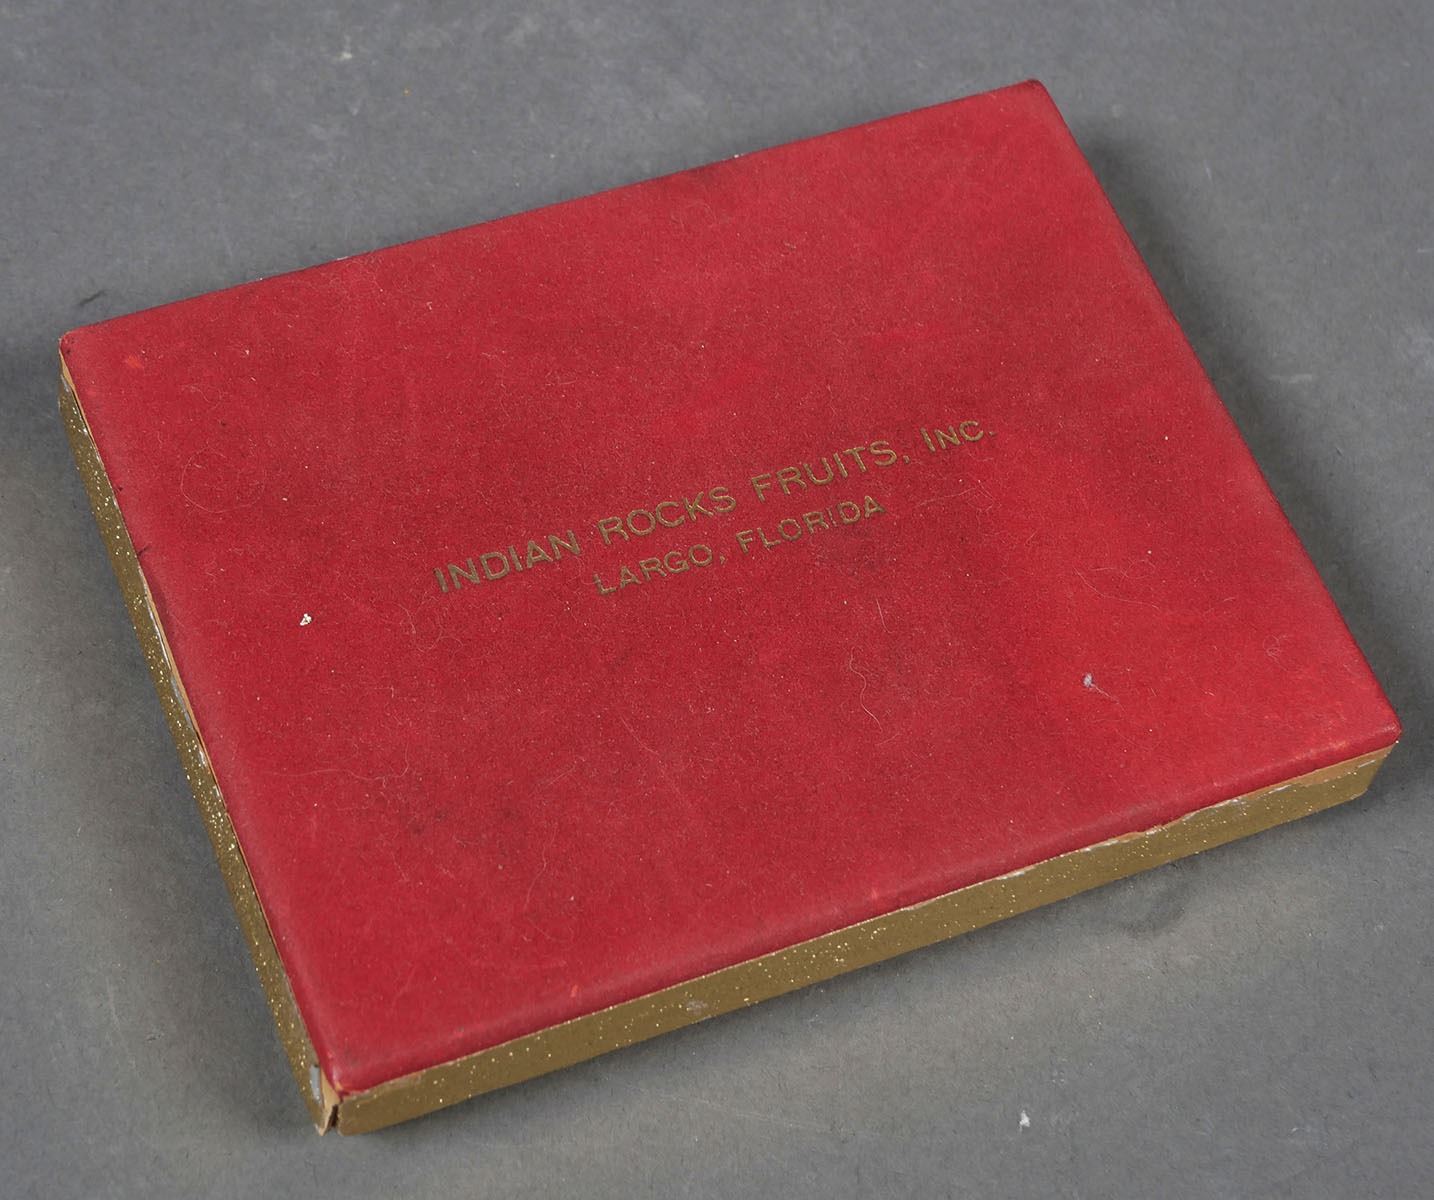 INDIAN ROCKS FRUITS, INC.
LARGO, FLORIDA